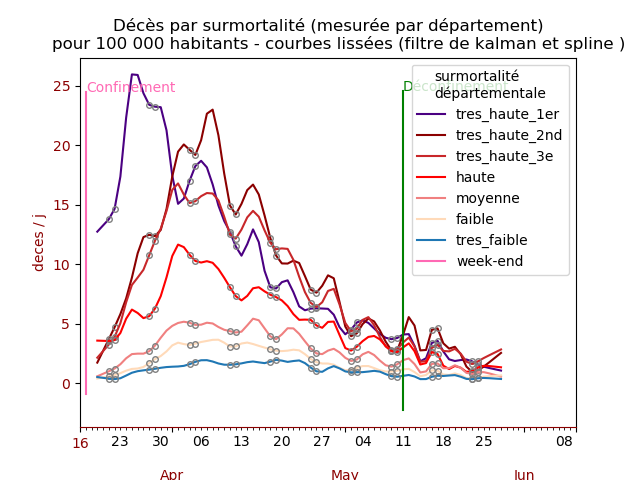 Décès par surmortalité (mesurée par département)
pour 100 000 habitants - courbes lissées (filtre de kalman et spline )
Confinement
Déconfinement
surmortalité
départementale
tres_haute_1er
tres_haute_2nd
tres_haute_3e
haute
moyenne
faible
tres_faible
week-end
deces / j
25
20
15
10
5
0
16 23 30 06 13 20 27 04 11 18 25 08
Apr May Jun